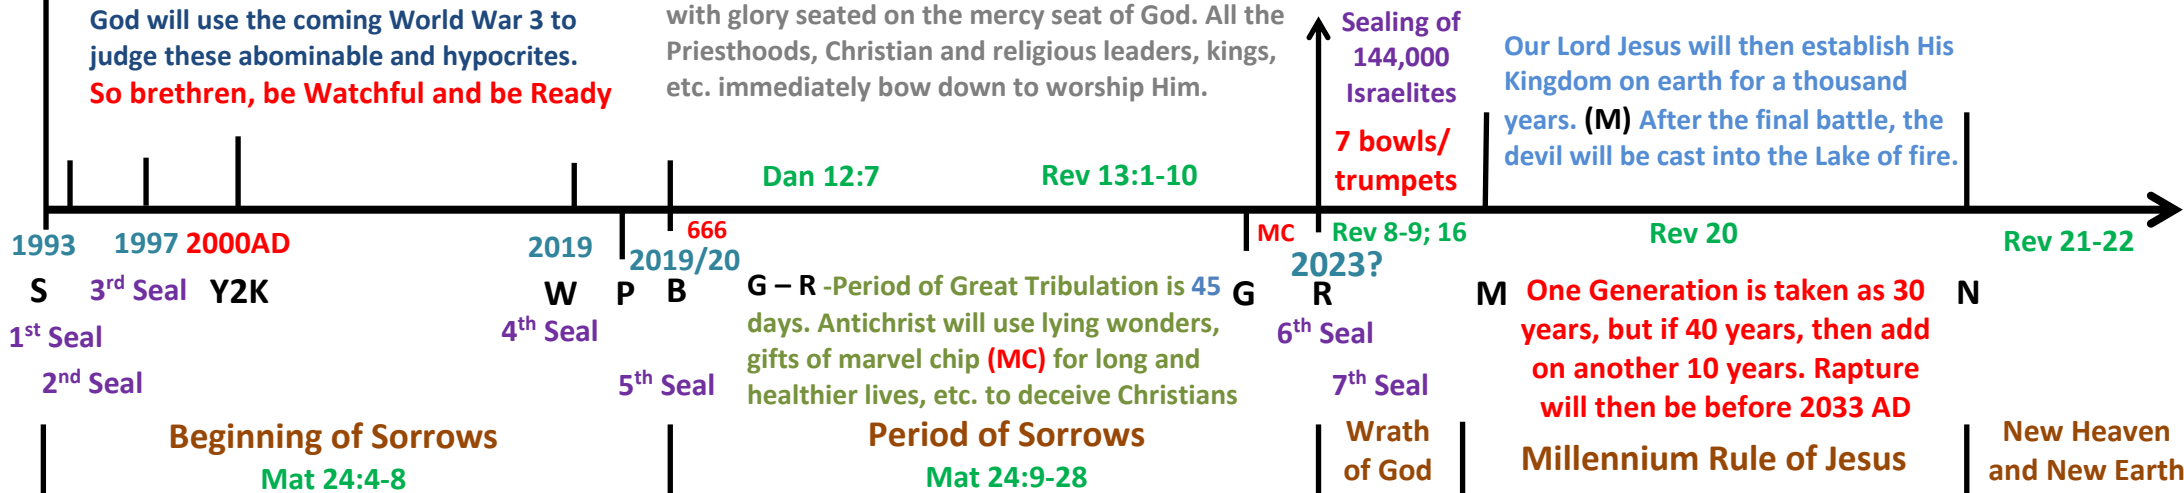 God will use the coming World War 3 to
judge these abominable and hypocrites.
So brethren, be Watchful and be Ready
with glory seated on the mercy seat of God. All the
Priesthoods, Christian and religious leaders, kings,
etc. immediately bow down to worship Him.
Sealing of
144,000
Israelites
7 bowls/
trumpets
Our Lord Jesus will then establish His
Kingdom on earth for a thousand
years. (M) After the final battle, the
devil will be cast into the Lake of fire.
Dan 12:7
Rev 13:1-10
1993
1997
2000AD
2019
2019/20
666
MC
Rev 8-9; 16
2023?
Rev 20
Rev 21-22
S
3rd Seal
Y2K
W
P
B
G
R
M
N
1st Seal
2nd Seal
4th Seal
5th Seal
6th Seal
7th Seal
G – R -Period of Great Tribulation is 45
days. Antichrist will use lying wonders,
gifts of marvel chip (MC) for long and
healthier lives, etc. to deceive Christians
One Generation is taken as 30
years, but if 40 years, then add
on another 10 years. Rapture
will then be before 2033 AD
Beginning of Sorrows
Mat 24:4-8
Period of Sorrows
Mat 24:9-28
Wrath
of God
Millennium Rule of Jesus
New Heaven
and New Earth